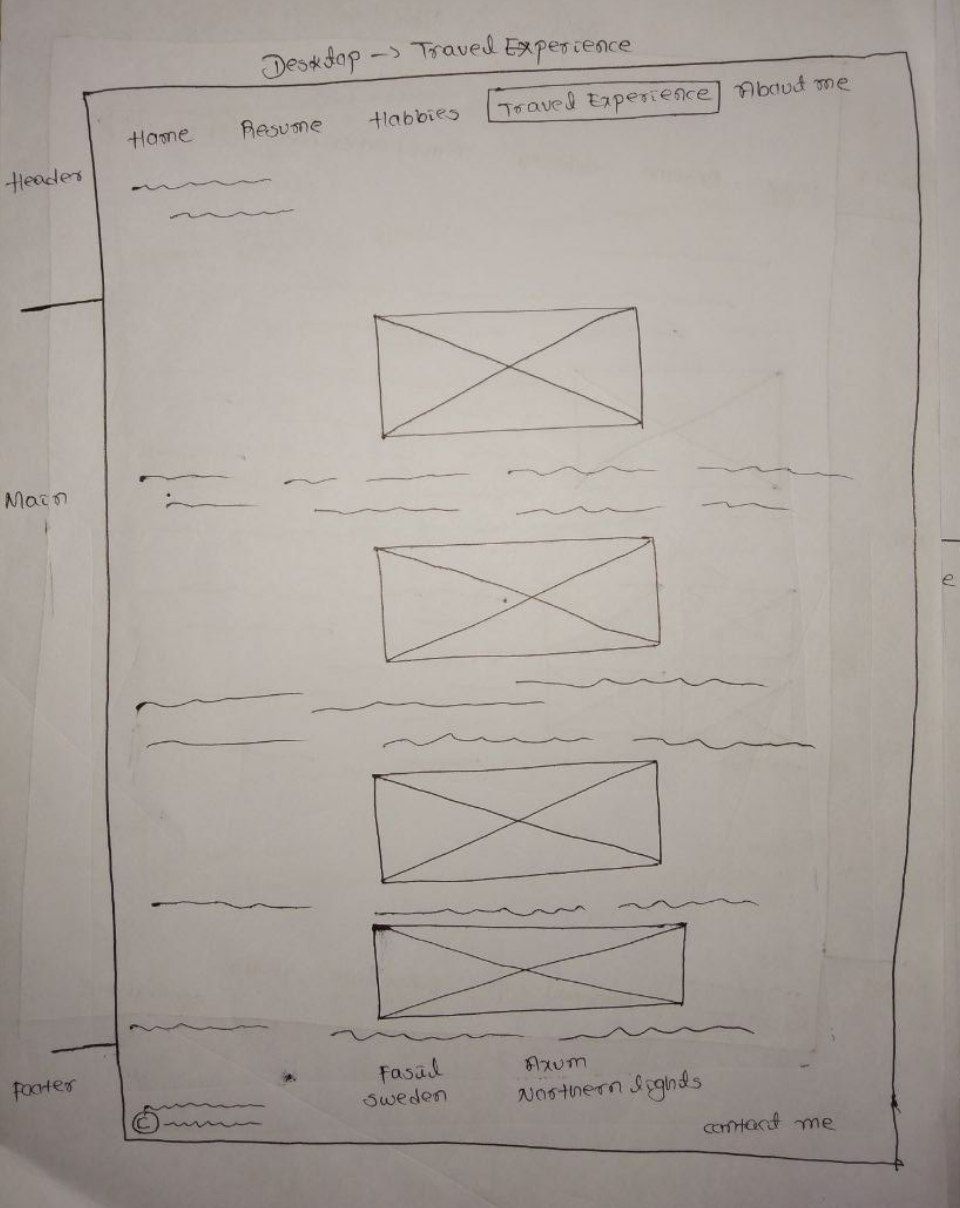 Desktop → Travel Experience
Home Resume Hobbies Travel Experience About me
Header
Main
e
Fasil Axum
Sweden Northern lights
Footer
©
contact me